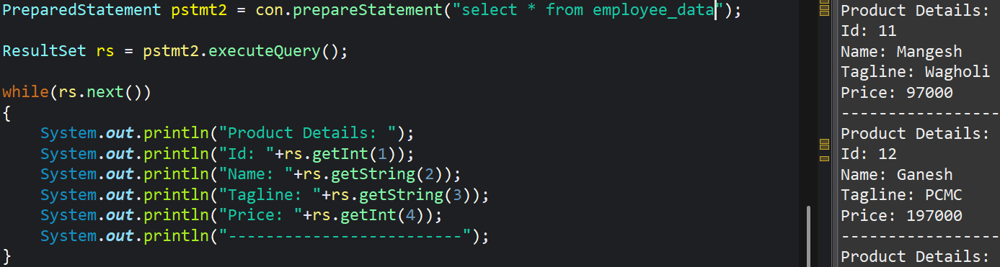 PreparedStatement pstmt2 = con.prepareStatement("select * from employee_data");
ResultSet rs = pstmt2.executeQuery();
while(rs.next())
{
System.out.println("Product Details: ");
System.out.println("Id: "+rs.getInt(1));
System.out.println("Name: "+rs.getString(2));
System.out.println("Tagline: "+rs.getString(3));
System.out.println("Price: "+rs.getInt(4));
System.out.println("-------------------------");
}
Product Details:
Id: 11
Name: Mangesh
Tagline: Wagholi
Price: 97000
-----------------
Product Details:
Id: 12
Name: Ganesh
Tagline: PCMC
Price: 197000
-----------------
Product Details: